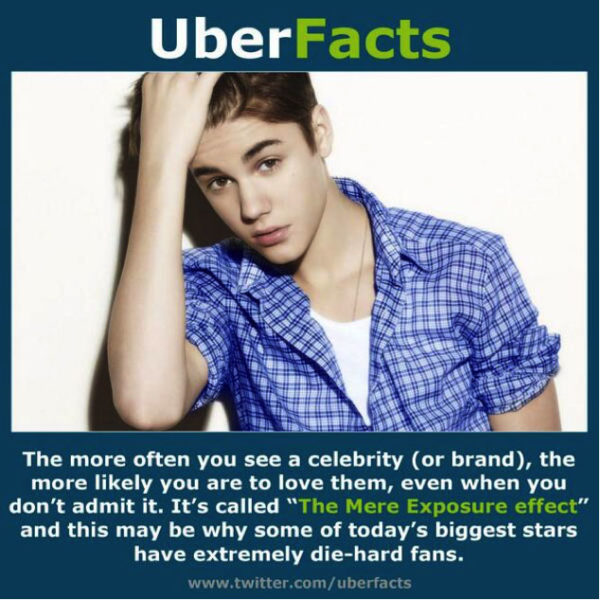 UberFacts
The more often you see a celebrity (or brand), the
more likely you are to love them, even when you
don't admit it. It's called "The Mere Exposure effect"
and this may be why some of today's biggest stars
have extremely die-hard fans.
www.twitter.com/uberfacts